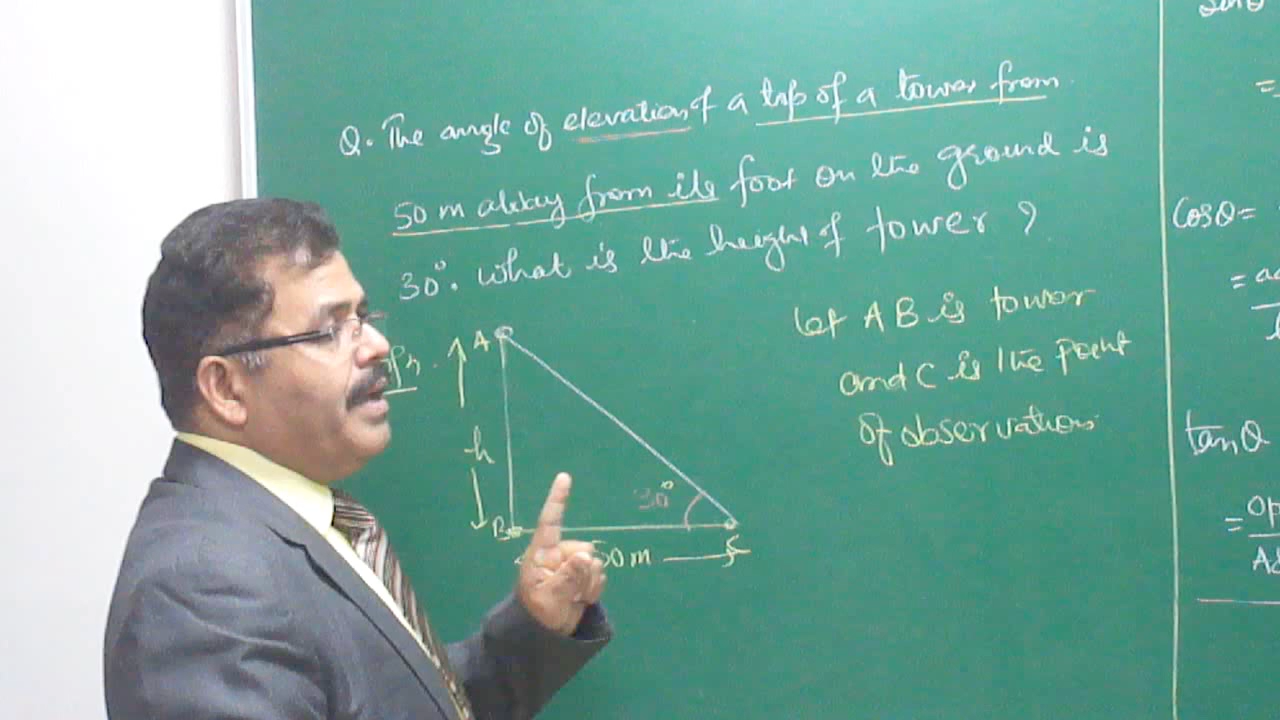 Q. The angle of elevation of a top of a tower from
50 m away from its foot on the ground is
30°. What is the height of tower ?
let A B is tower
and C is the point
of observation
A
h
B
30°
50 m
C
sinθ
=
cosθ =
=
tanθ
= Op